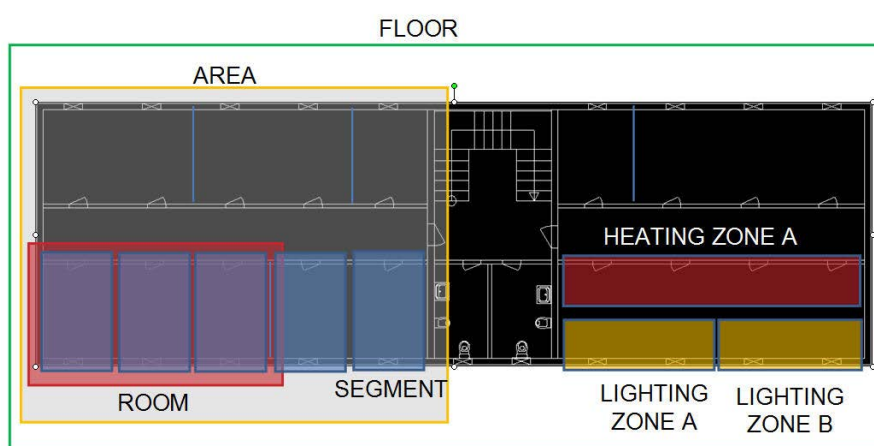 FLOOR
AREA
HEATING ZONE A
SEGMENT
ROOM
LIGHTING
ZONE A
LIGHTING
ZONE B